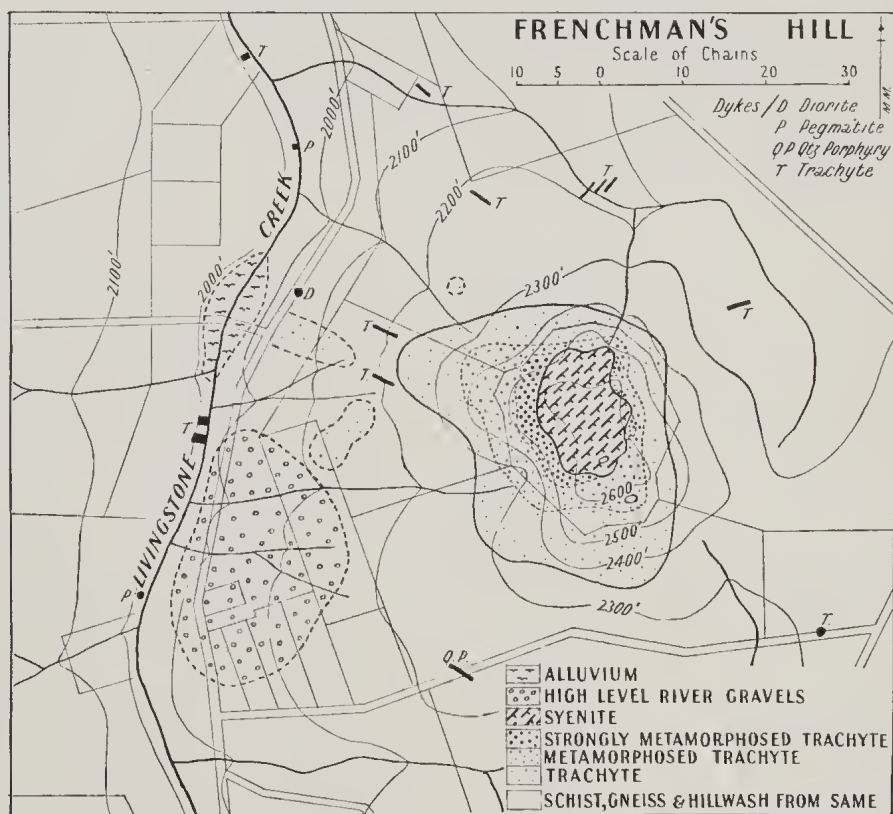 FRENCHMAN'S HILL
Scale of Chains
10 5 0 10 20 30
M.M.
Dykes / D Diorite
P Pegmatite
QP Qtz Porphyry
T Trachyte
T
2000'
2100'
T
P
T
T
2200'
CREEK
2100'
2000'
D
2300'
T
T
T
T
LIVINGSTONE
2600'
2500'
2400'
2300'
P
T.
Q.P.
ALLUVIUM
HIGH LEVEL RIVER GRAVELS
SYENITE
STRONGLY METAMORPHOSED TRACHYTE
METAMORPHOSED TRACHYTE
TRACHYTE
SCHIST, GNEISS & HILLWASH FROM SAME